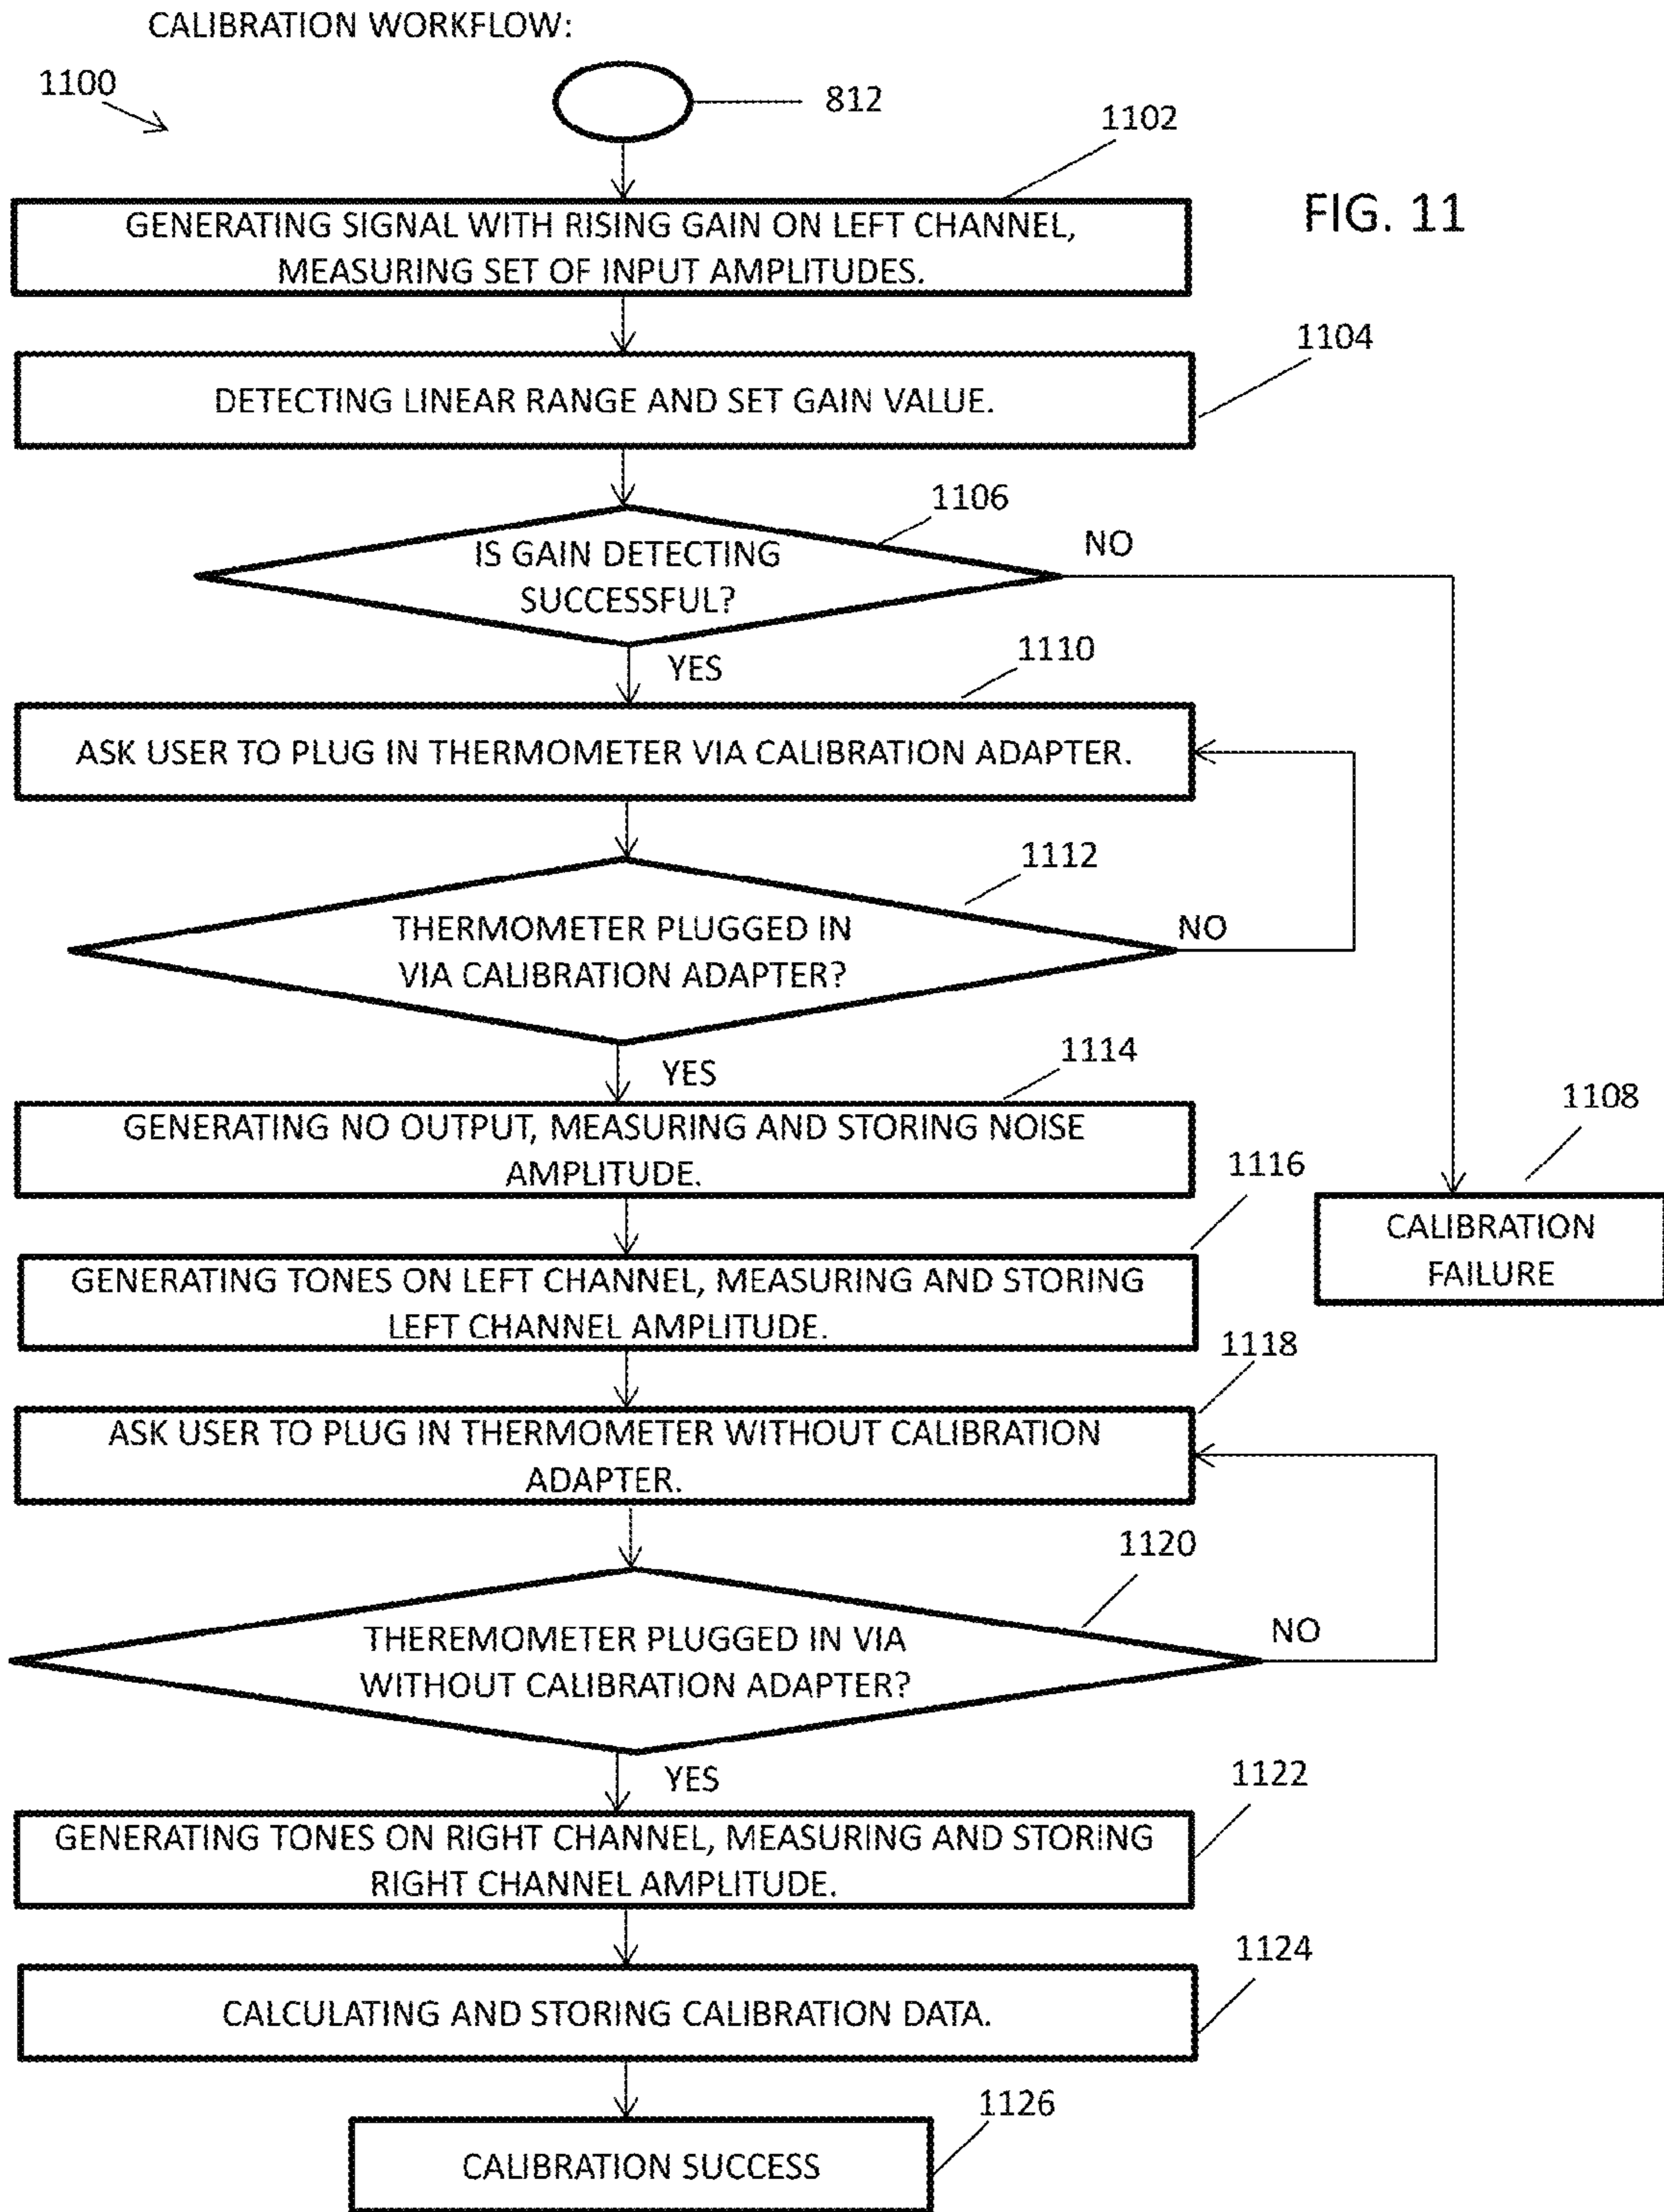 CALIBRATION WORKFLOW:
1100
812
1102
FIG. 11
GENERATING SIGNAL WITH RISING GAIN ON LEFT CHANNEL,
MEASURING SET OF INPUT AMPLITUDES.
1104
DETECTING LINEAR RANGE AND SET GAIN VALUE.
1106
IS GAIN DETECTING
SUCCESSFUL?
NO
YES
1110
ASK USER TO PLUG IN THERMOMETER VIA CALIBRATION ADAPTER.
1112
THERMOMETER PLUGGED IN
VIA CALIBRATION ADAPTER?
NO
YES
1114
GENERATING NO OUTPUT, MEASURING AND STORING NOISE
AMPLITUDE.
1108
CALIBRATION
FAILURE
1116
GENERATING TONES ON LEFT CHANNEL, MEASURING AND STORING
LEFT CHANNEL AMPLITUDE.
1118
ASK USER TO PLUG IN THERMOMETER WITHOUT CALIBRATION
ADAPTER.
1120
THEREMOMETER PLUGGED IN VIA
WITHOUT CALIBRATION ADAPTER?
NO
YES
1122
GENERATING TONES ON RIGHT CHANNEL, MEASURING AND STORING
RIGHT CHANNEL AMPLITUDE.
1124
CALCULATING AND STORING CALIBRATION DATA.
1126
CALIBRATION SUCCESS